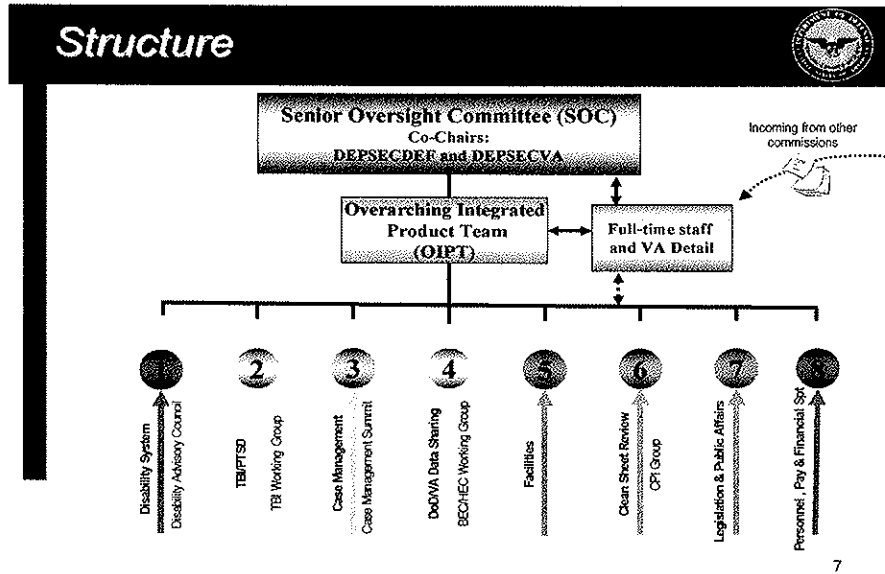 Structure
Senior Oversight Committee (SOC)
Co-Chairs:
DEPSECDEF and DEPSECVA
Incoming from other
commissions
Overarching Integrated
Product Team
(OIPT)
Full-time staff
and VA Detail
1
2
3
4
5
6
7
8
Disability System
Disability Advisory Council
TBI/PTSD
TBI Working Group
Case Management
Case Management Summit
DoD/VA Data Sharing
BEC/HEC Working Group
Facilities
Clean Sheet Review
CPI Group
Legislation & Public Affairs
Personnel, Pay & Financial Spt
7